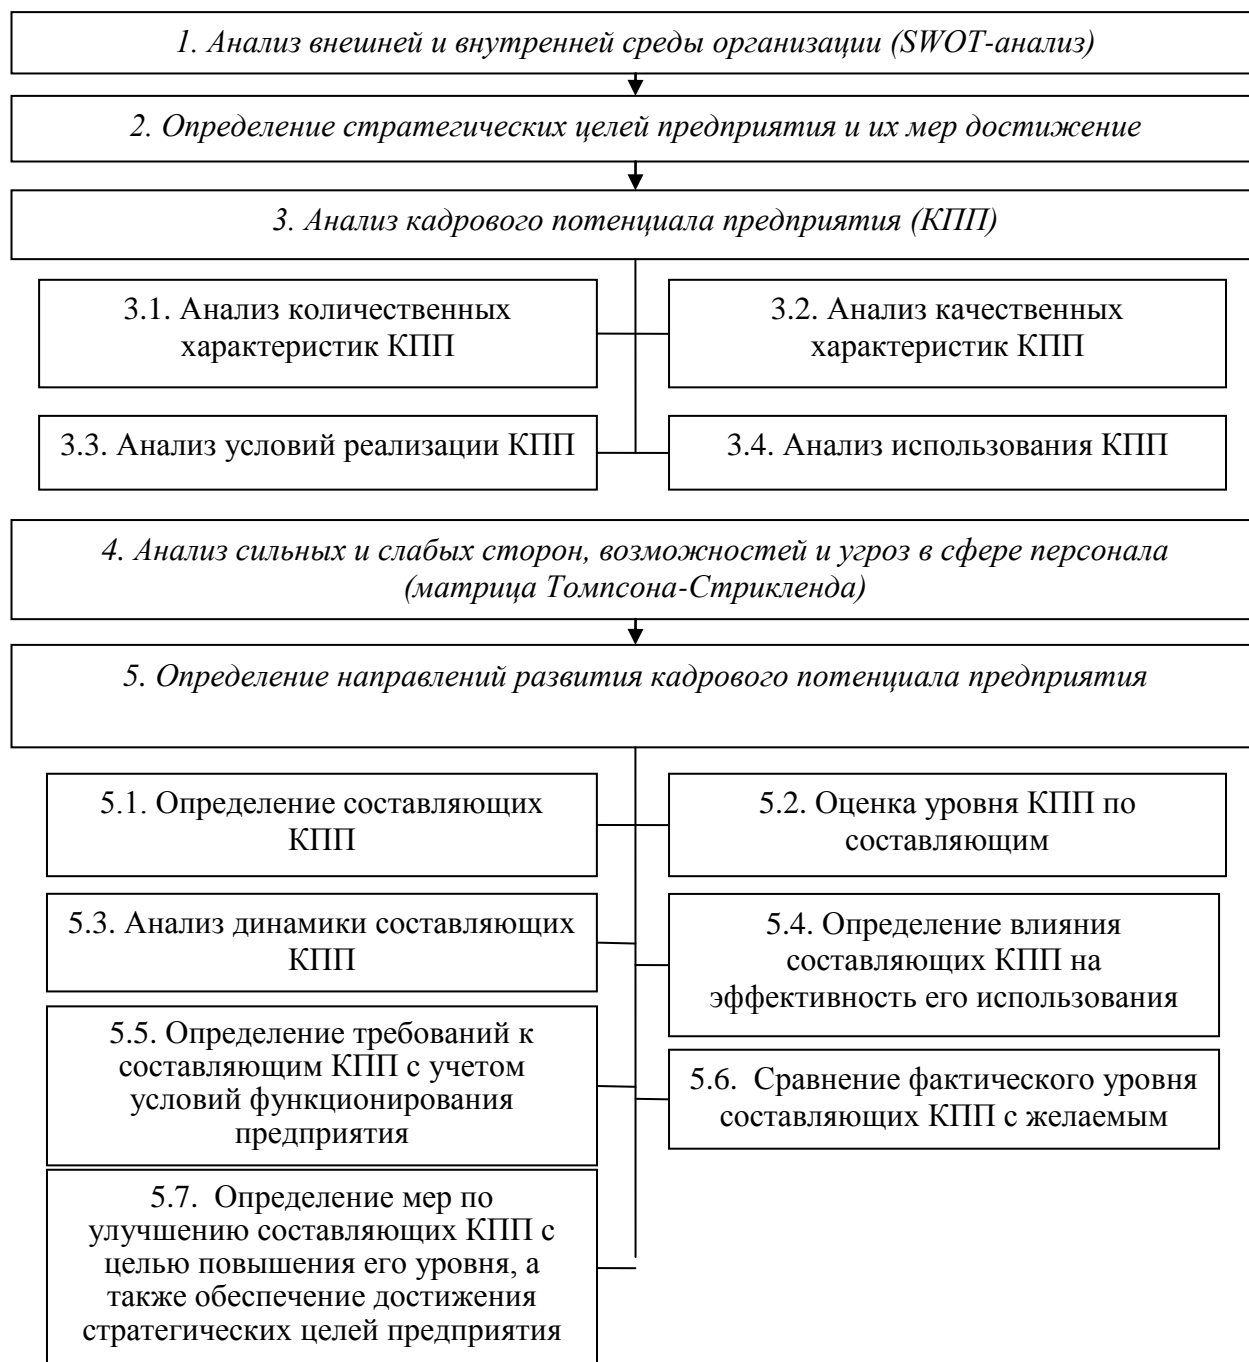 1. Анализ внешней и внутренней среды организации (SWOT-анализ)
2. Определение стратегических целей предприятия и их мер достижение
3. Анализ кадрового потенциала предприятия (КПП)
3.1. Анализ количественных
характеристик КПП
3.2. Анализ качественных
характеристик КПП
3.3. Анализ условий реализации КПП
3.4. Анализ использования КПП
4. Анализ сильных и слабых сторон, возможностей и угроз в сфере персонала
(матрица Томпсона-Стрикленда)
5. Определение направлений развития кадрового потенциала предприятия
5.1. Определение составляющих
КПП
5.2. Оценка уровня КПП по
составляющим
5.3. Анализ динамики составляющих
КПП
5.4. Определение влияния
составляющих КПП на
эффективность его использования
5.5. Определение требований к
составляющим КПП с учетом
условий функционирования
предприятия
5.6. Сравнение фактического уровня
составляющих КПП с желаемым
5.7. Определение мер по
улучшению составляющих КПП с
целью повышения его уровня, а
также обеспечение достижения
стратегических целей предприятия